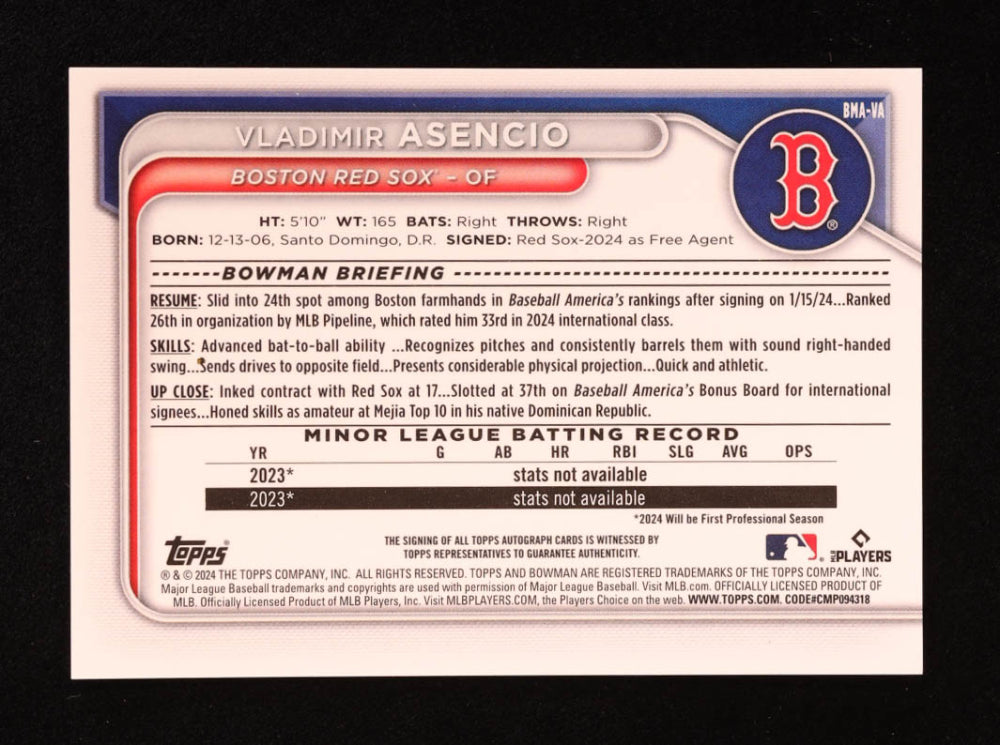 BMA-VA
VLADIMIR ASENCIO
BOSTON RED SOX - OF
B®
HT: 5'10" WT: 165 BATS: Right THROWS: Right
BORN: 12-13-06, Santo Domingo, D.R. SIGNED: Red Sox-2024 as Free Agent
-------BOWMAN BRIEFING -------
RESUME: Slid into 24th spot among Boston farmhands in Baseball America's rankings after signing on 1/15/24...Ranked
26th in organization by MLB Pipeline, which rated him 33rd in 2024 international class.
SKILLS: Advanced bat-to-ball ability ...Recognizes pitches and consistently barrels them with sound right-handed
swing...Sends drives to opposite field...Presents considerable physical projection...Quick and athletic.
UP CLOSE: Inked contract with Red Sox at 17...Slotted at 37th on Baseball America's Bonus Board for international
signees...Honed skills as amateur at Mejia Top 10 in his native Dominican Republic.
MINOR LEAGUE BATTING RECORD
YR G AB HR RBI SLG AVG OPS
2023* stats not available
2023* stats not available
*2024 Will be First Professional Season
THE SIGNING OF ALL TOPPS AUTOGRAPH CARDS IS WITNESSED BY
TOPPS REPRESENTATIVES TO GUARANTEE AUTHENTICITY.
Topps®
MLB PLAYERS
® & © 2024 THE TOPPS COMPANY, INC. ALL RIGHTS RESERVED. TOPPS AND BOWMAN ARE REGISTERED TRADEMARKS OF THE TOPPS COMPANY, INC.
Major League Baseball trademarks and copyrights are used with permission of Major League Baseball. Visit MLB.com. OFFICIALLY LICENSED PRODUCT OF
MLB. Officially Licensed Product of MLB Players, Inc. Visit MLBPLAYERS.COM, the Players Choice on the web. WWW.TOPPS.COM. CODE#CMP094318